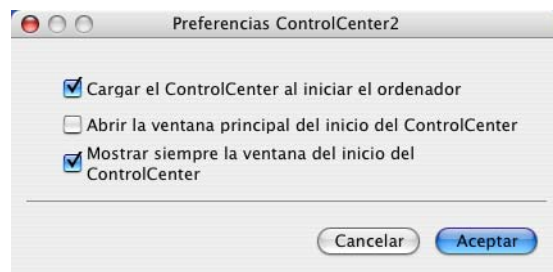 Preferencias ControlCenter2
Cargar el ControlCenter al iniciar el ordenador
Abrir la ventana principal del inicio del ControlCenter
Mostrar siempre la ventana del inicio del
ControlCenter
Cancelar
Aceptar